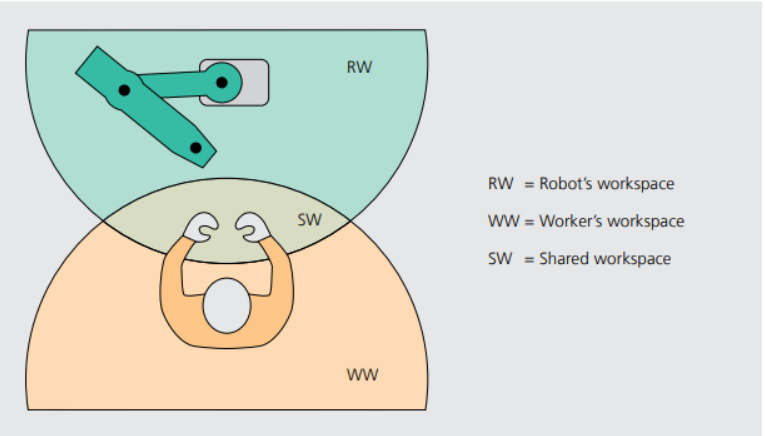 RW
SW
WW
RW = Robot's workspace
WW = Worker's workspace
SW = Shared workspace